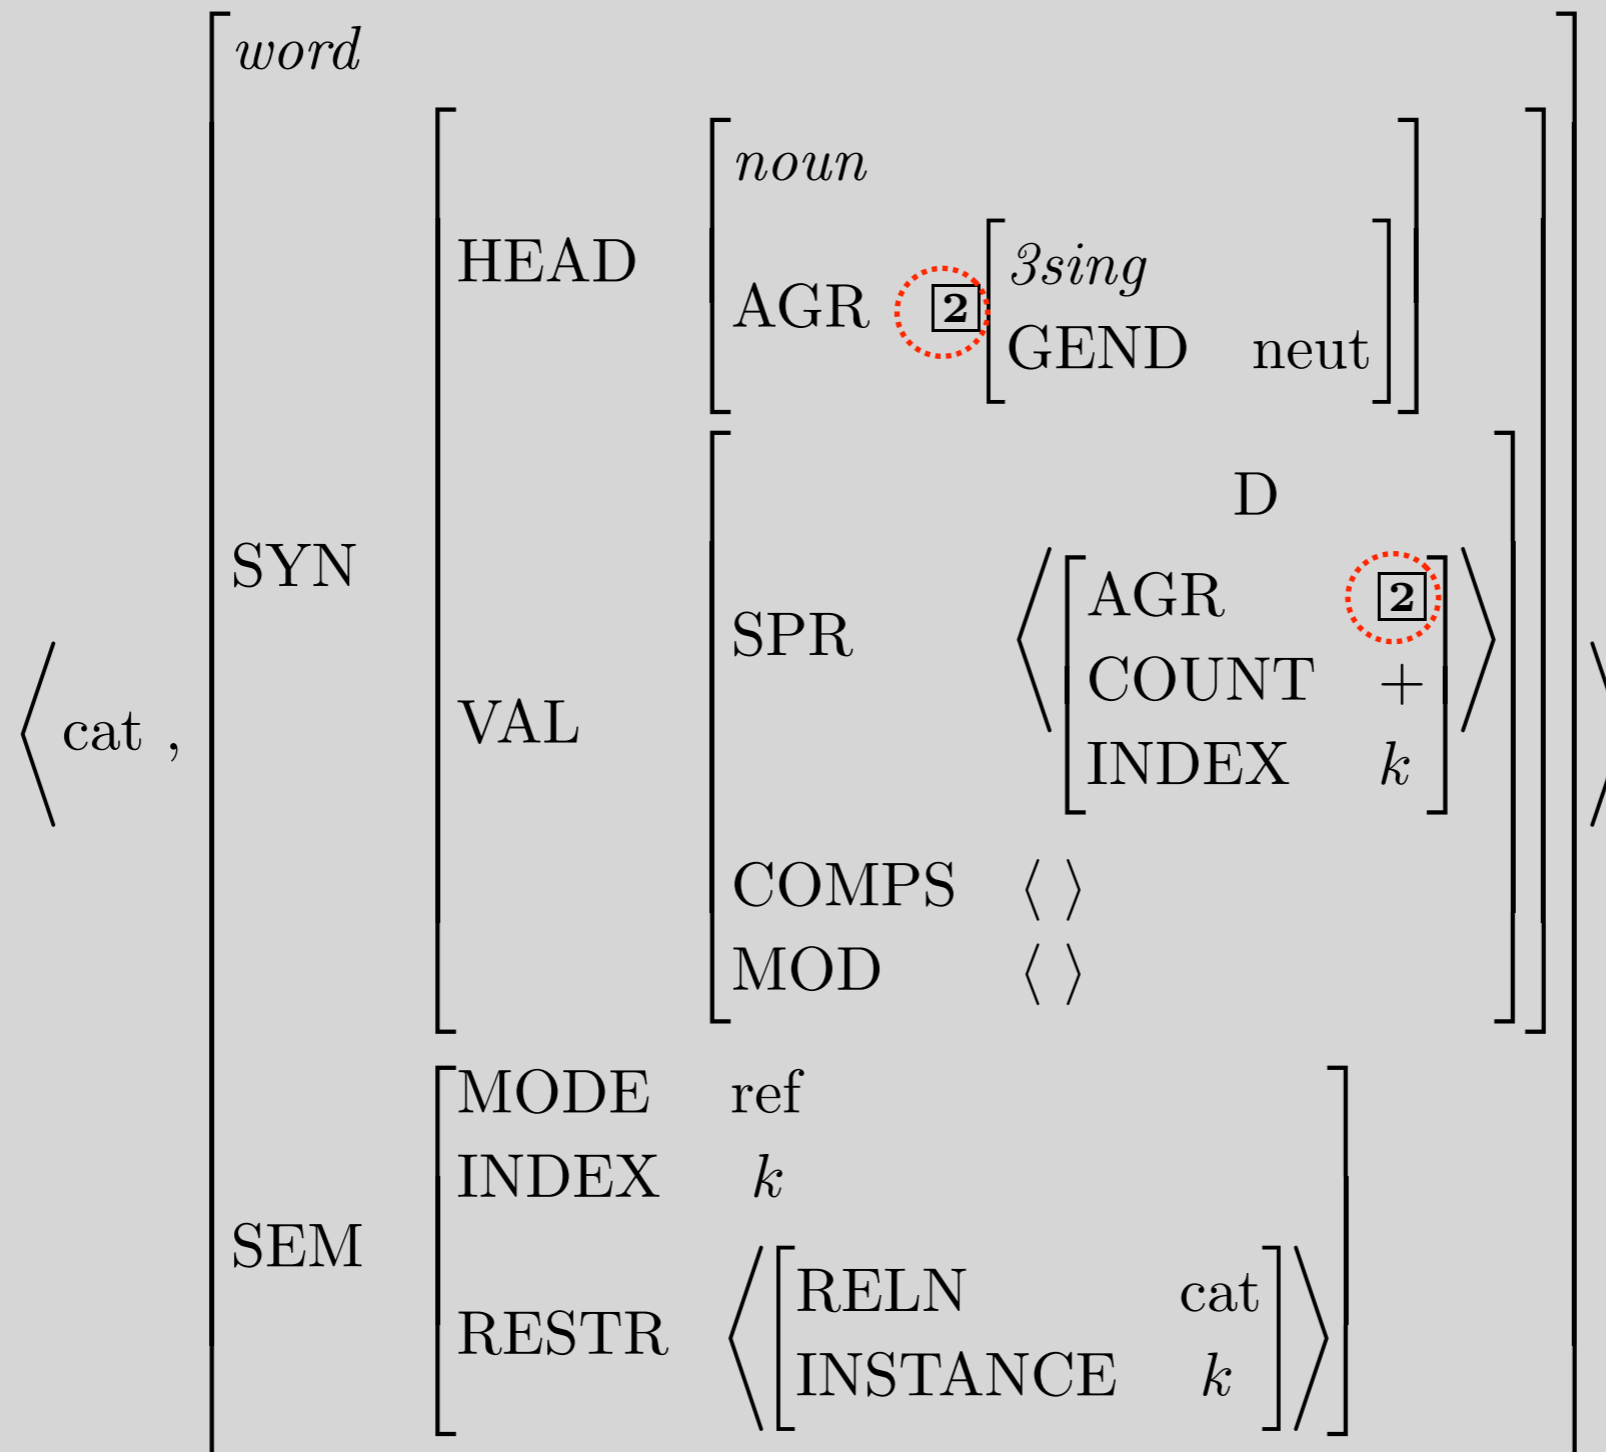 word
noun
HEAD
3sing
AGR 2
GEND neut
D
SYN
AGR 2
SPR
COUNT +
VAL
⟨ cat ,
INDEX k
COMPS ⟨ ⟩
MOD ⟨ ⟩
MODE ref
INDEX k
SEM
RELN cat
RESTR
INSTANCE k